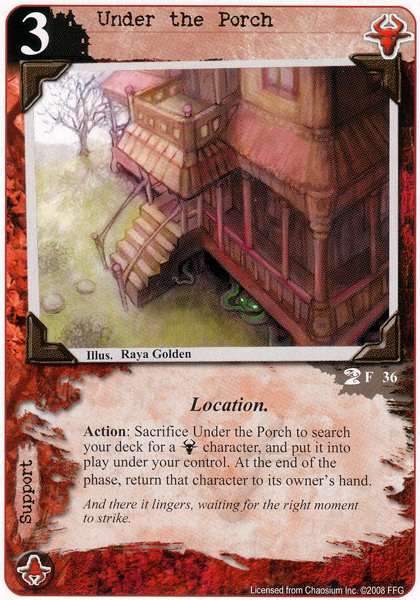 3
Under the Porch
Illus. Raya Golden
F 36
Location.
Action: Sacrifice Under the Porch to search
your deck for a character, and put it into
play under your control. At the end of the
phase, return that character to its owner's hand.
And there it lingers, waiting for the right moment
to strike.
Support
Licensed from Chaosium Inc. ©2008 FFG